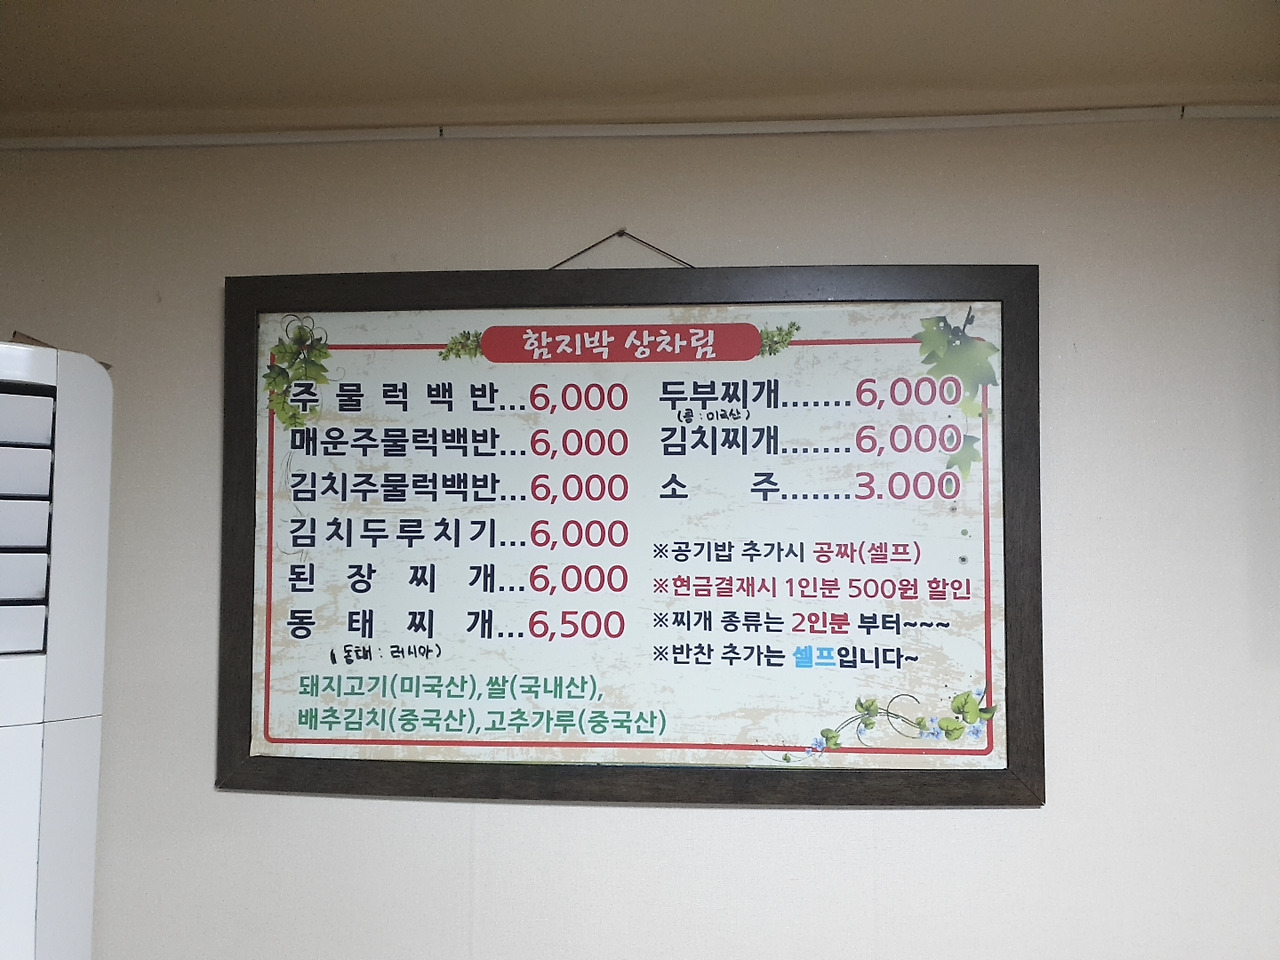 함지박 상차림
주 물 럭 백 반...6,000
매운주물럭백반...6,000
김치주물럭백반...6,000
김치두루치기...6,000
된 장 찌 개...6,000
동 태 찌 개...6,500
(동태 : 러시아)
두부찌개.......6,000
(콩 : 미국산)
김치찌개.......6,000
소 주.......3.000
※공기밥 추가시 공짜(셀프)
※현금결재시 1인분 500원 할인
※찌개 종류는 2인분 부터~~~
※반찬 추가는 셀프입니다~
돼지고기(미국산),쌀(국내산),
배추김치(중국산),고추가루(중국산)